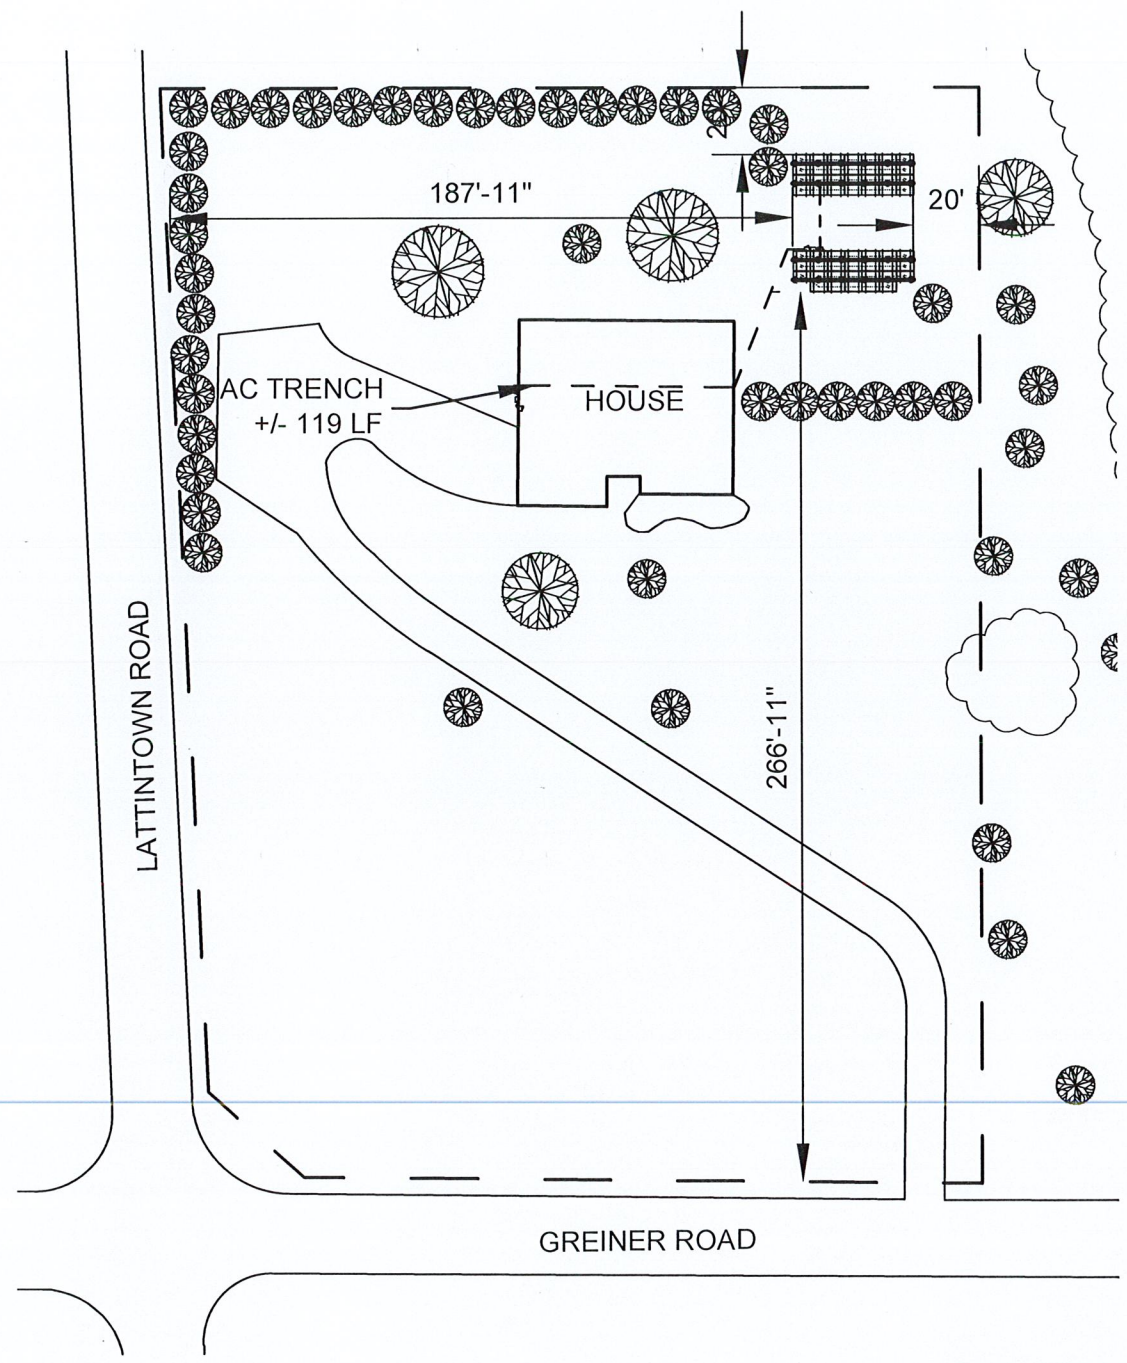 187'-11"
20'
AC TRENCH
+/- 119 LF
HOUSE
LATTINTOWN ROAD
266'-11"
GREINER ROAD